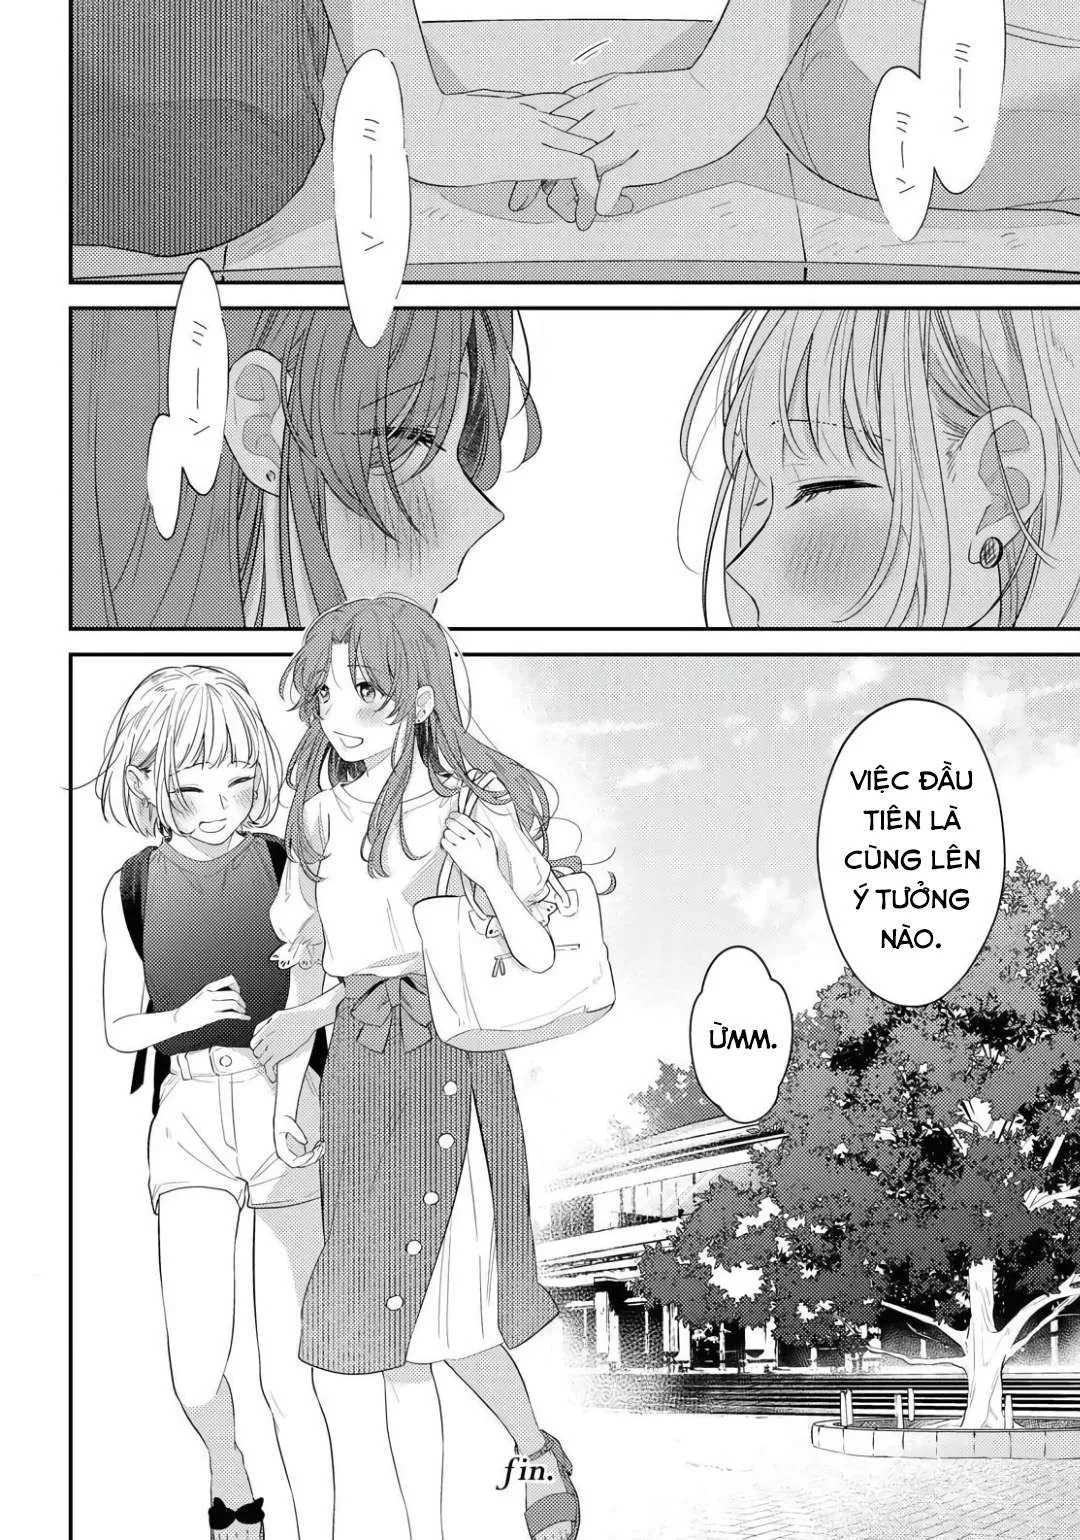 ミーン
ミーン
ミーン
ミーン
ミーン
VIỆC ĐẦU
TIÊN LÀ
CÙNG LÊN
Ý TƯỞNG
NÀO.
ỪMM.
fin.